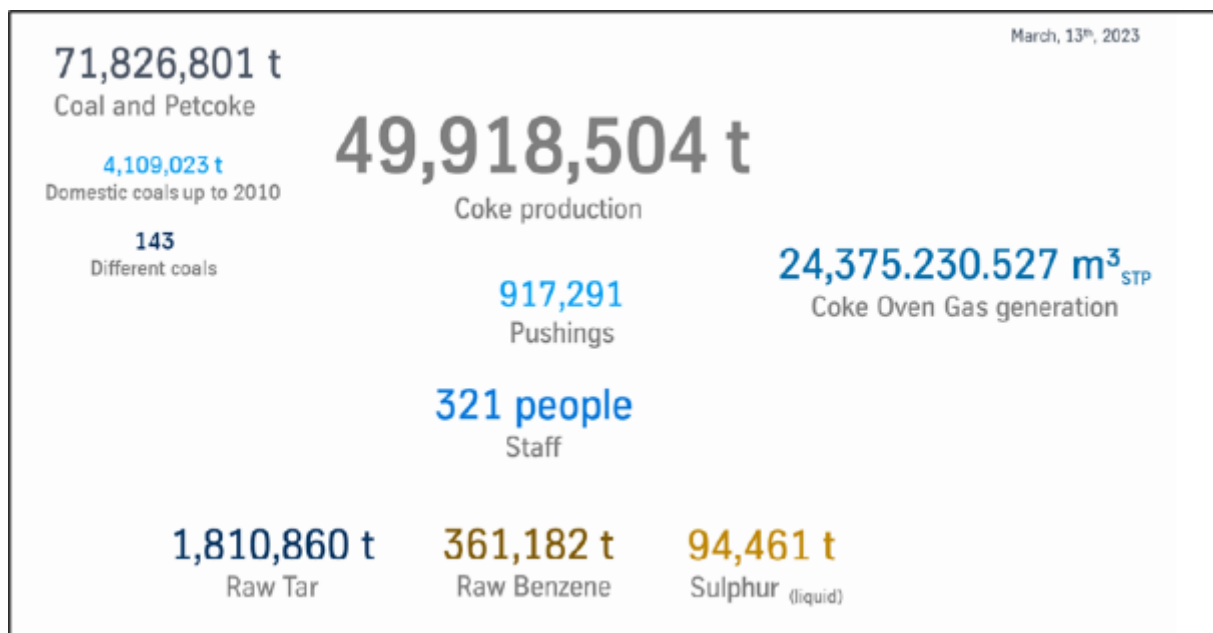 March, 13th, 2023
71,826,801 t
Coal and Petcoke
49,918,504 t
Coke production
4,109,023 t
Domestic coals up to 2010
143
Different coals
24,375.230.527 m³ STP
Coke Oven Gas generation
917,291
Pushings
321 people
Staff
1,810,860 t
Raw Tar
361,182 t
Raw Benzene
94,461 t
Sulphur (liquid)